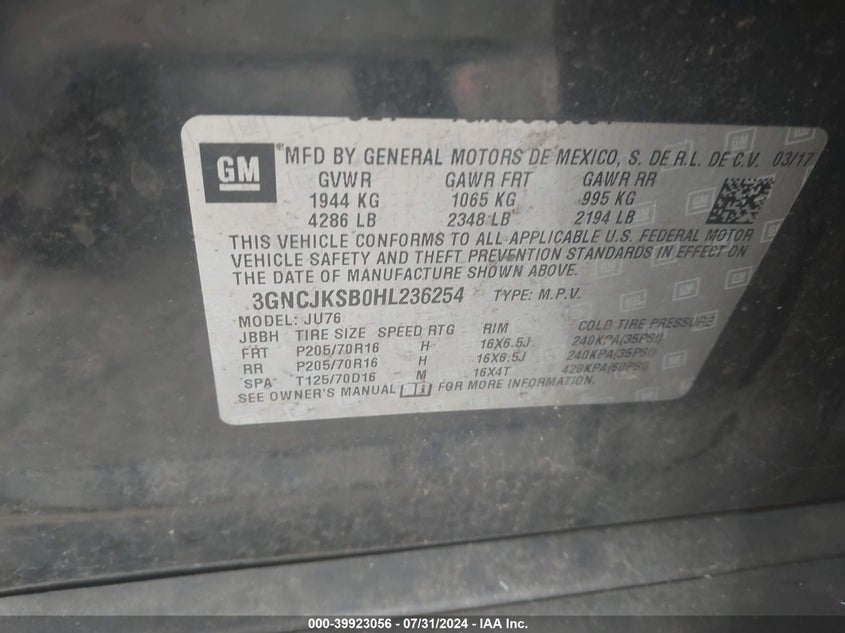 GM
MFD BY GENERAL MOTORS DE MEXICO, S. DE R.L. DE C.V. 03/17
GVWR GAWR FRT GAWR RR
1944 KG 1065 KG 995 KG
4286 LB 2348 LB 2194 LB
THIS VEHICLE CONFORMS TO ALL APPLICABLE U.S. FEDERAL MOTOR
VEHICLE SAFETY AND THEFT PREVENTION STANDARDS IN EFFECT ON
THE DATE OF MANUFACTURE SHOWN ABOVE.
3GNCJKSB0HL236254 TYPE: M.P.V.
MODEL: JU76
JBBH TIRE SIZE SPEED RTG RIM COLD TIRE PRESSURE
FRT P205/70R16 H 16X6.5J 240KPA(35PSI)
RR P205/70R16 H 16X6.5J 240KPA(35PSI)
SPA T125/70D16 M 16X4T 420KPA(60PSI)
SEE OWNER'S MANUAL FOR MORE INFORMATION.
000-39923056 / 07/31/2024 - IAA Inc.